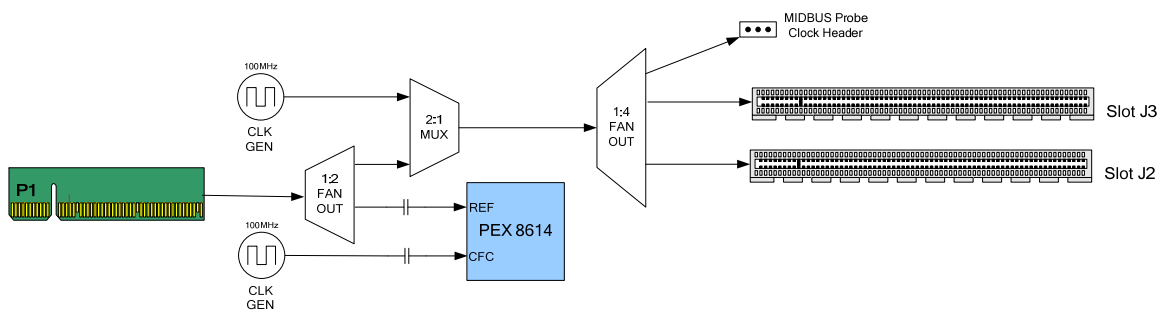 MIDBUS Probe
Clock Header
100MHz
CLK
GEN
2:1
MUX
1:4
FAN
OUT
Slot J3
Slot J2
P1
1:2
FAN
OUT
REF
PEX 8614
CFC
100MHz
CLK
GEN